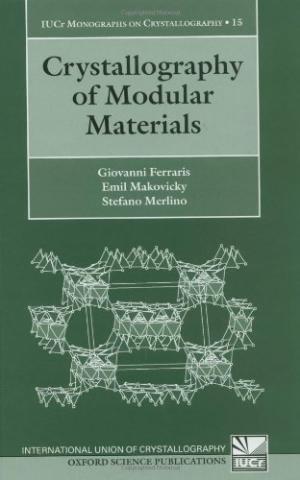 IUCr Monographs on Crystallography • 15
Crystallography
of Modular
Materials
Giovanni Ferraris
Emil Makovicky
Stefano Merlino
INTERNATIONAL UNION OF CRYSTALLOGRAPHY
OXFORD SCIENCE PUBLICATIONS
IUCr